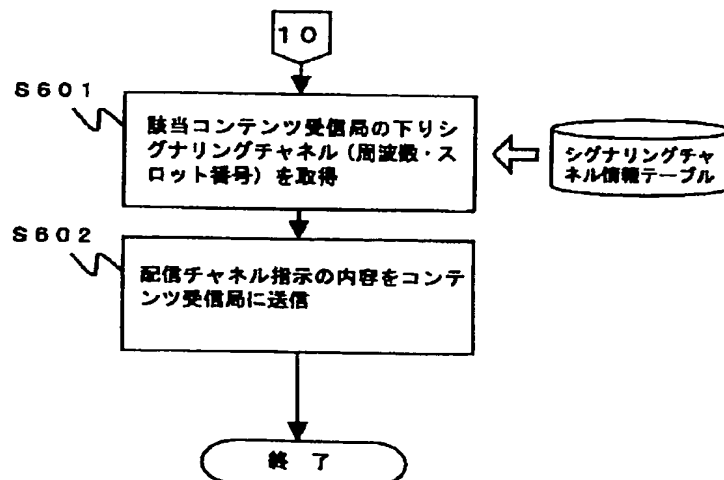 １０
Ｓ６０１
該当コンテンツ受信局の下りシ
グナリングチャネル（周波数・ス
ロット番号）を取得
シグナリングチャ
ネル情報テーブル
Ｓ６０２
配信チャネル指示の内容をコンテ
ンツ受信局に送信
終 了